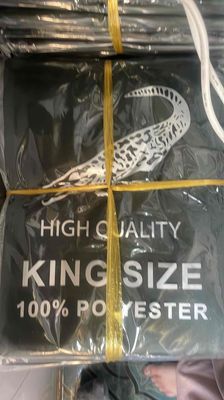 HIGH QUALITY
KING SIZE
100% POLYESTER